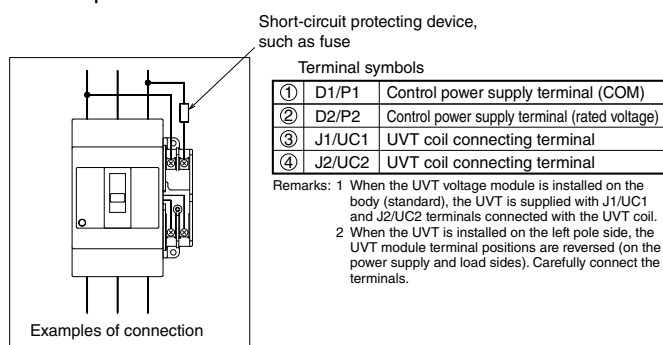 Short-circuit protecting device,
such as fuse
Terminal symbols
① D1/P1 Control power supply terminal (COM)
② D2/P2 Control power supply terminal (rated voltage)
③ J1/UC1 UVT coil connecting terminal
④ J2/UC2 UVT coil connecting terminal
Remarks: 1 When the UVT voltage module is installed on the
body (standard), the UVT is supplied with J1/UC1
and J2/UC2 terminals connected with the UVT coil.
2 When the UVT is installed on the left pole side, the
UVT module terminal positions are reversed (on the
power supply and load sides). Carefully connect the
terminals.
Examples of connection